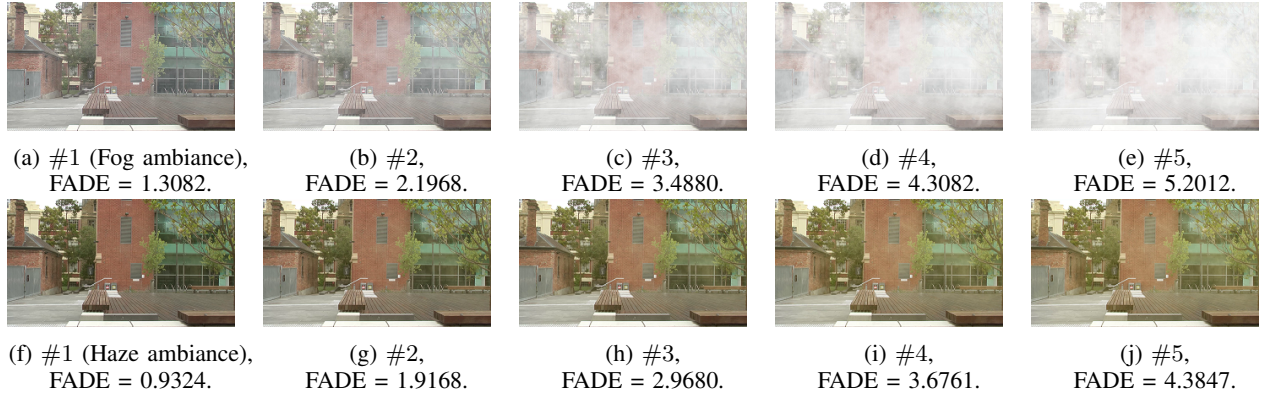 (a) #1 (Fog ambiance),
FADE = 1.3082.
(b) #2,
FADE = 2.1968.
(c) #3,
FADE = 3.4880.
(d) #4,
FADE = 4.3082.
(e) #5,
FADE = 5.2012.
(f) #1 (Haze ambiance),
FADE = 0.9324.
(g) #2,
FADE = 1.9168.
(h) #3,
FADE = 2.9680.
(i) #4,
FADE = 3.6761.
(j) #5,
FADE = 4.3847.